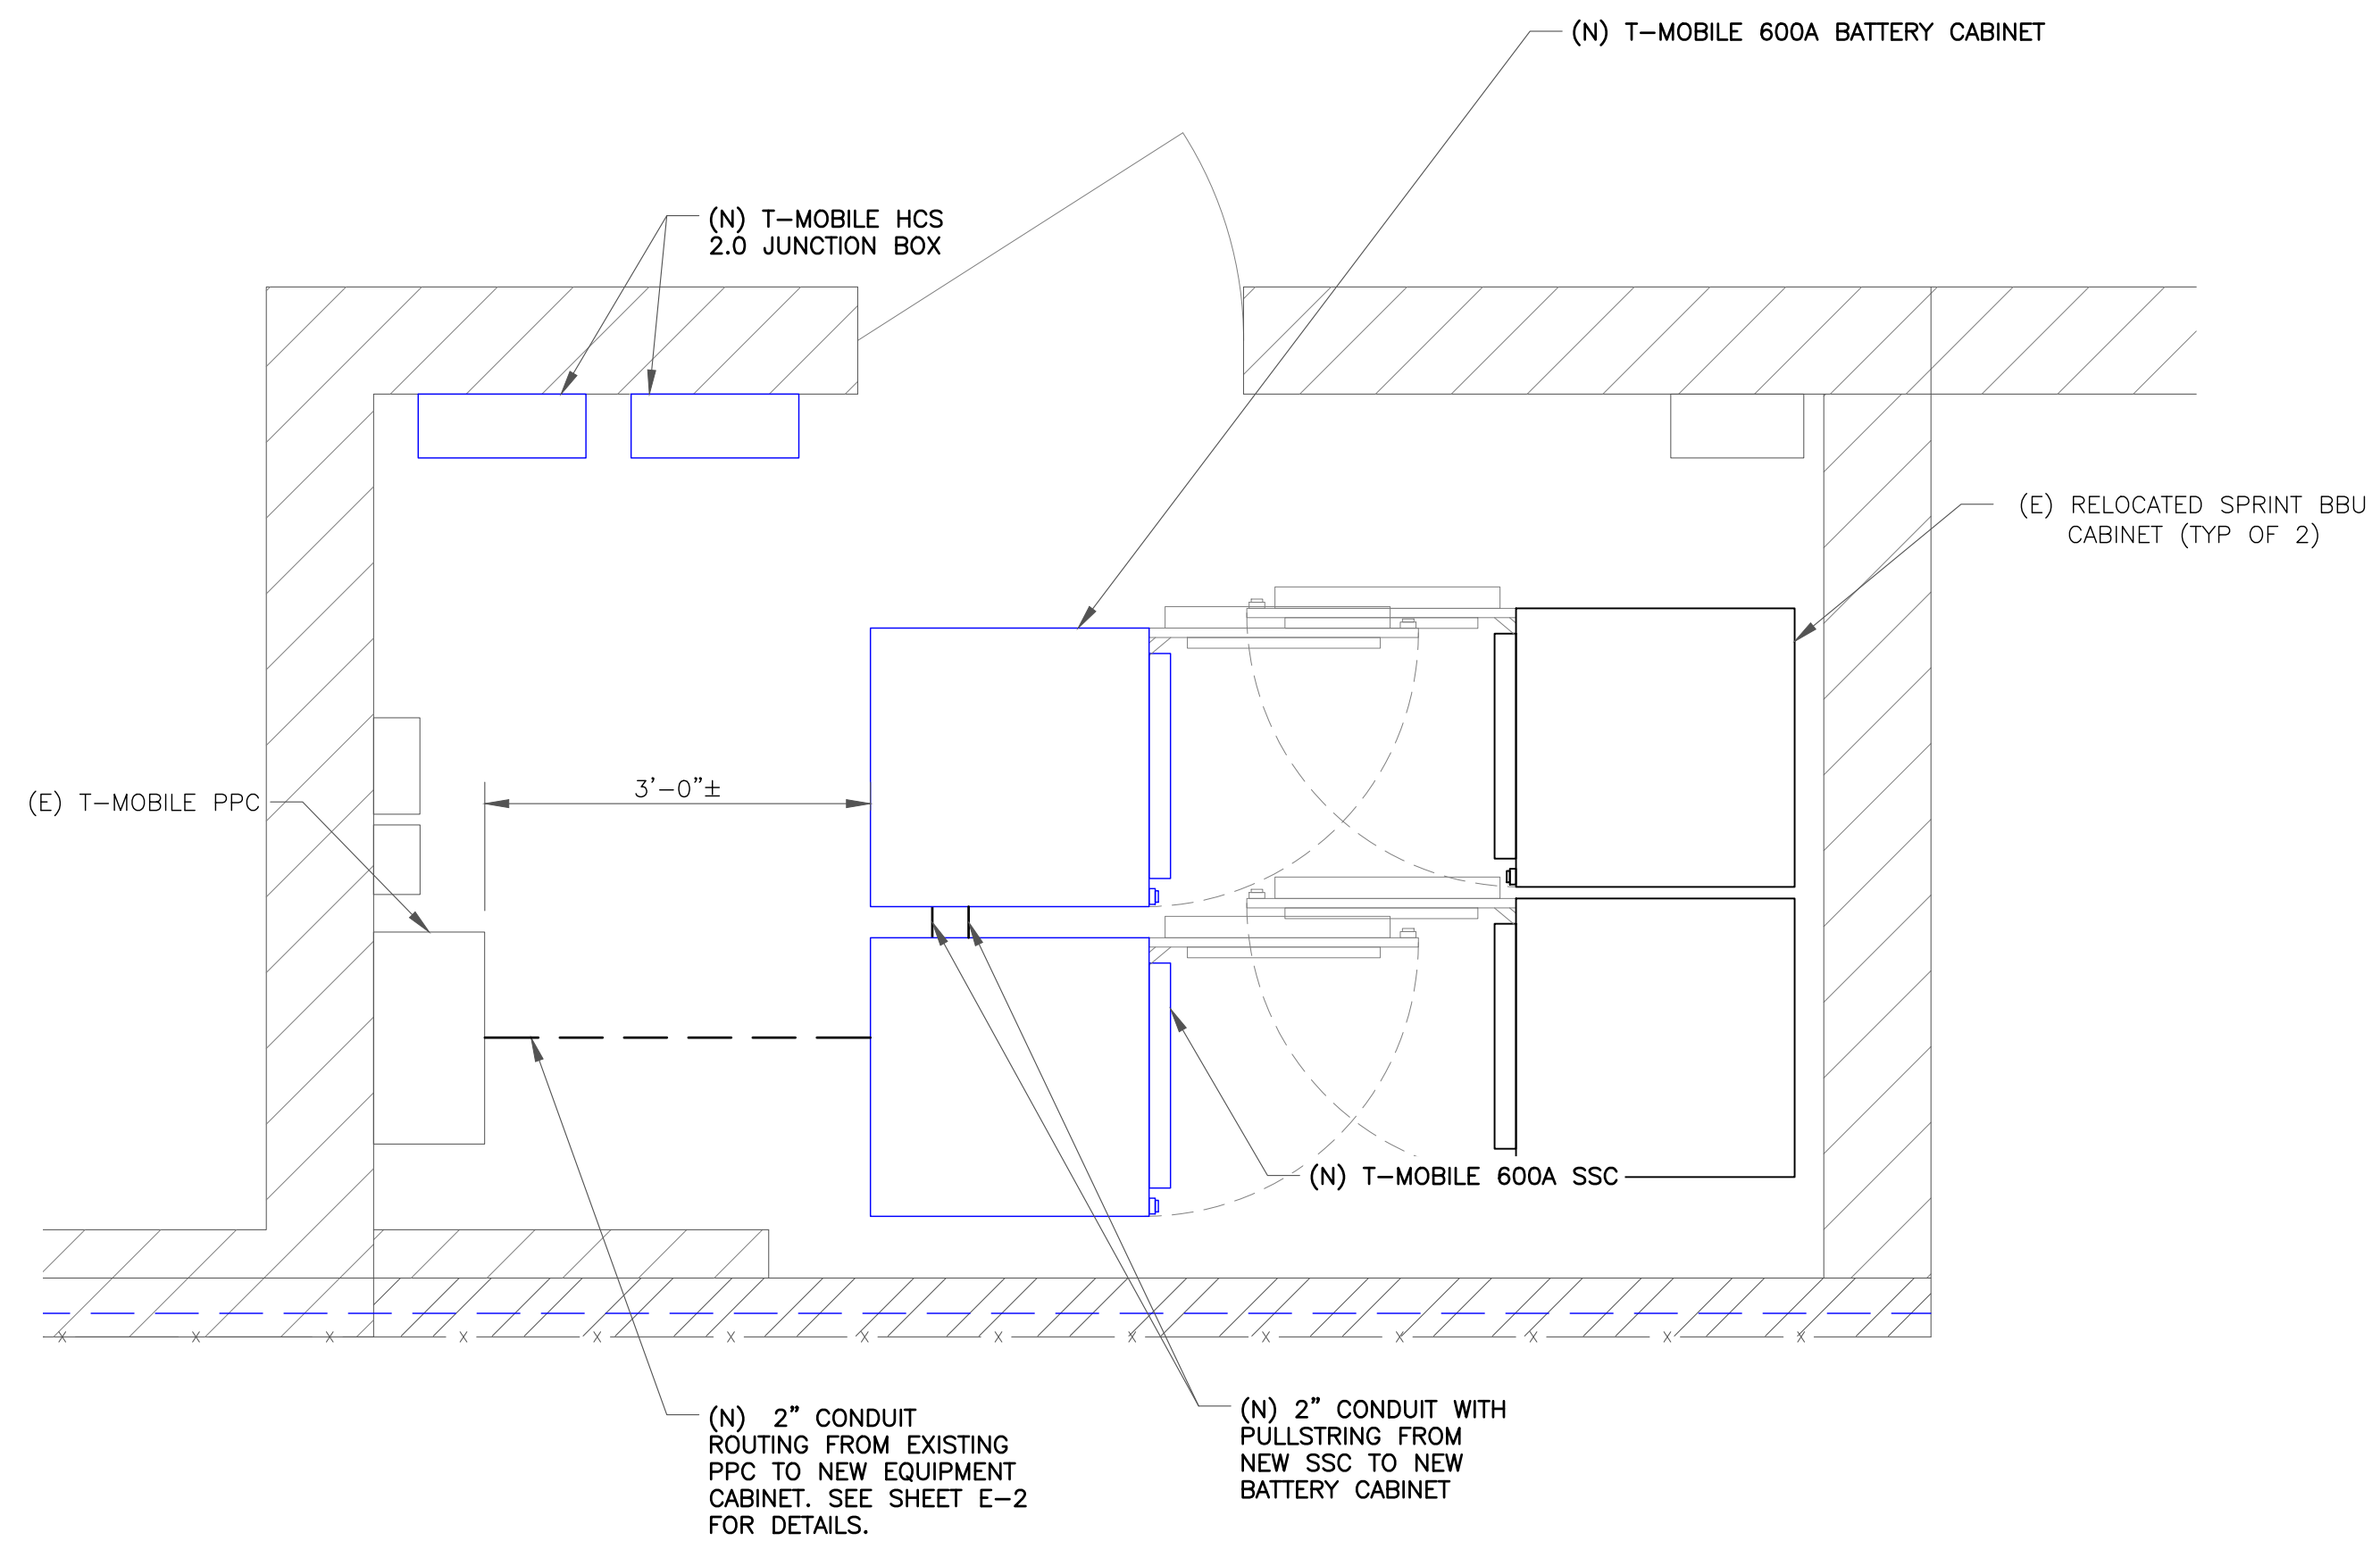 (N) T-MOBILE 600A BATTERY CABINET
(N) T-MOBILE HCS
2.0 JUNCTION BOX
(E) RELOCATED SPRINT BBU
CABINET (TYP OF 2)
3'-0"±
(E) T-MOBILE PPC
(N) T-MOBILE 600A SSC
(N) 2" CONDUIT
ROUTING FROM EXISTING
PPC TO NEW EQUIPMENT
CABINET. SEE SHEET E-2
FOR DETAILS.
(N) 2" CONDUIT WITH
PULLSTRING FROM
NEW SSC TO NEW
BATTERY CABINET